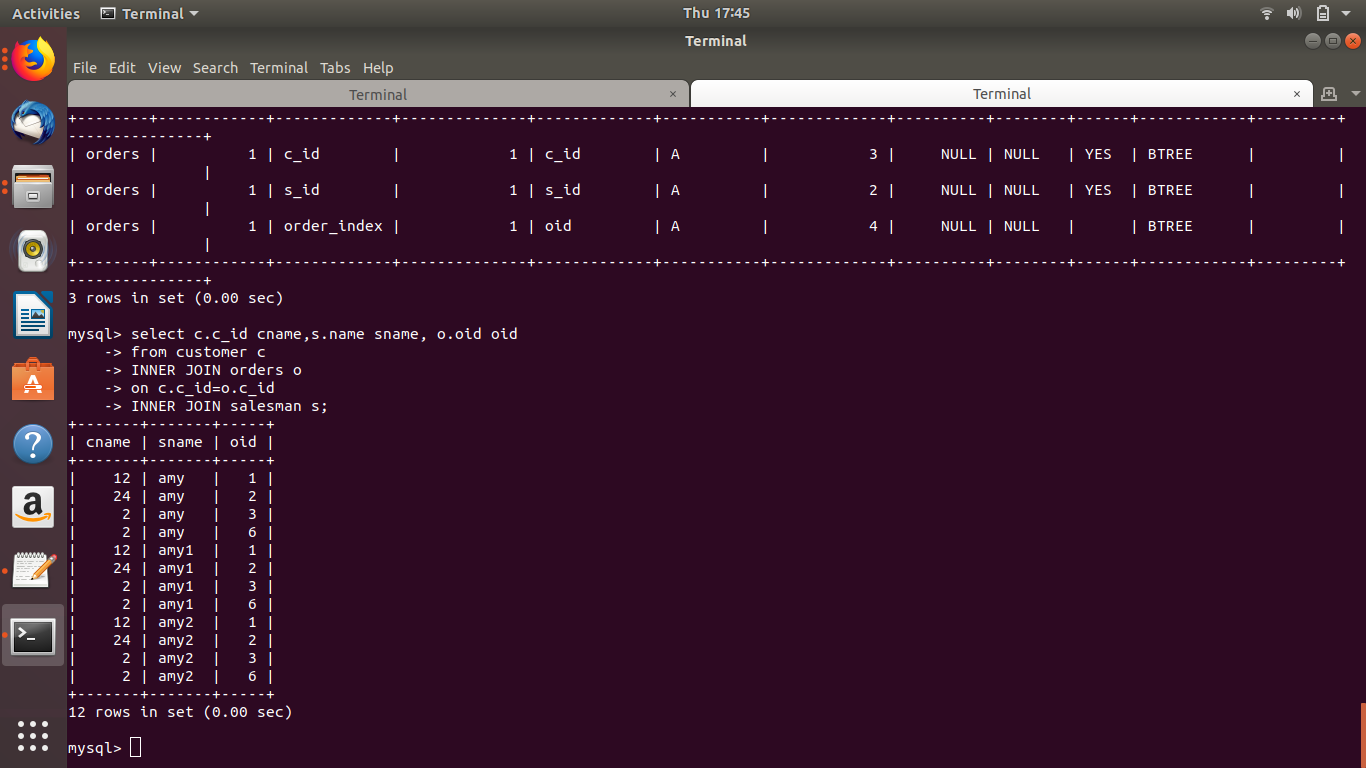 Activities Terminal Thu 17:45
Terminal
File Edit View Search Terminal Tabs Help
Terminal × Terminal ×
+--------+------------+-------------+--------------+-------------+-----------+-------------+----------+--------+------+------------+---------+
---------------+
| orders |          1 | c_id        |            1 | c_id        | A         |           3 |     NULL | NULL   | YES  | BTREE      |         |
               |
| orders |          1 | s_id        |            1 | s_id        | A         |           2 |     NULL | NULL   | YES  | BTREE      |         |
               |
| orders |          1 | order_index |            1 | oid         | A         |           4 |     NULL | NULL   |      | BTREE      |         |
               |
+--------+------------+-------------+--------------+-------------+-----------+-------------+----------+--------+------+------------+---------+
---------------+
3 rows in set (0.00 sec)
mysql> select c.c_id cname,s.name sname, o.oid oid
    -> from customer c
    -> INNER JOIN orders o
    -> on c.c_id=o.c_id
    -> INNER JOIN salesman s;
+-------+-------+-----+
| cname | sname | oid |
+-------+-------+-----+
|    12 | amy   |   1 |
|    24 | amy   |   2 |
|     2 | amy   |   3 |
|     2 | amy   |   6 |
|    12 | amy1  |   1 |
|    24 | amy1  |   2 |
|     2 | amy1  |   3 |
|     2 | amy1  |   6 |
|    12 | amy2  |   1 |
|    24 | amy2  |   2 |
|     2 | amy2  |   3 |
|     2 | amy2  |   6 |
+-------+-------+-----+
12 rows in set (0.00 sec)
mysql>